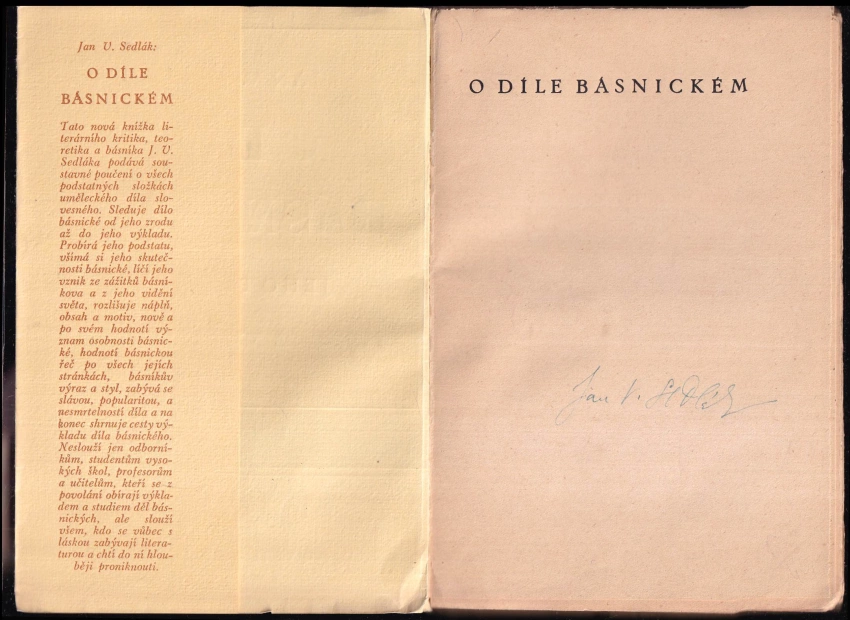 Jan V. Sedlák:
O DÍLE
BÁSNICKÉM
Tato nová knížka li-
terárního kritika, teo-
retika a básníka J. V.
Sedláka podává sou-
stavné poučení o všech
podstatných složkách
uměleckého díla slo-
vesného. Sleduje dílo
básnické od jeho zrodu
až do jeho výkladu.
Probírá jeho podstatu,
všímá si jeho skuteč-
nosti básnické, líčí jeho
vznik ze zážitků básní-
kova a z jeho vidění
světa, rozlišuje náplň,
obsah a motiv, nově a
po svém hodnotí vý-
znam osobnosti básnic-
ké, hodnotí básnickou
řeč po všech jejích
stránkách, básníkův
výraz a styl, zabývá se
slávou, popularitou, a
nesmrtelností díla a na
konec shrnuje cesty vý-
kladu díla básnického.
Neslouží jen odborní-
kům, studentům vyso-
kých škol, profesorům
a učitelům, kteří se z
povolání obírají výkla-
dem a studiem děl bás-
nických, ale slouží
všem, kdo se vůbec s
láskou zabývají litera-
turou a chtí do ní hlou-
běji proniknouti.
O DÍLE BÁSNICKÉM
Jan V. Sedlák